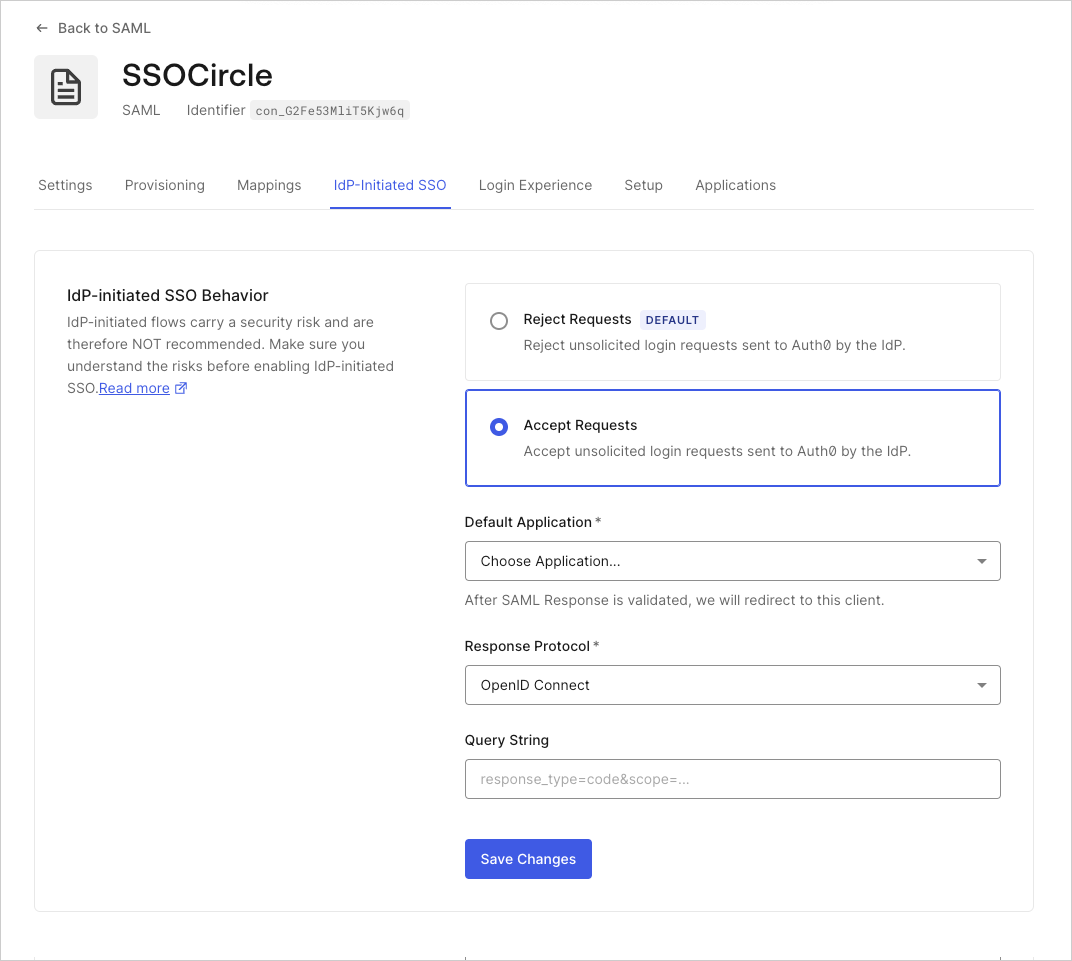 Back to SAML
SSOCircle
SAML Identifier con_G2Fe53MliT5Kjw6q
Settings Provisioning Mappings IdP-Initiated SSO Login Experience Setup Applications
IdP-initiated SSO Behavior
IdP-initiated flows carry a security risk and are
therefore NOT recommended. Make sure you
understand the risks before enabling IdP-initiated
SSO.Read more
Reject Requests DEFAULT
Reject unsolicited login requests sent to Auth0 by the IdP.
Accept Requests
Accept unsolicited login requests sent to Auth0 by the IdP.
Default Application *
Choose Application...
After SAML Response is validated, we will redirect to this client.
Response Protocol *
OpenID Connect
Query String
response_type=code&scope=...
Save Changes